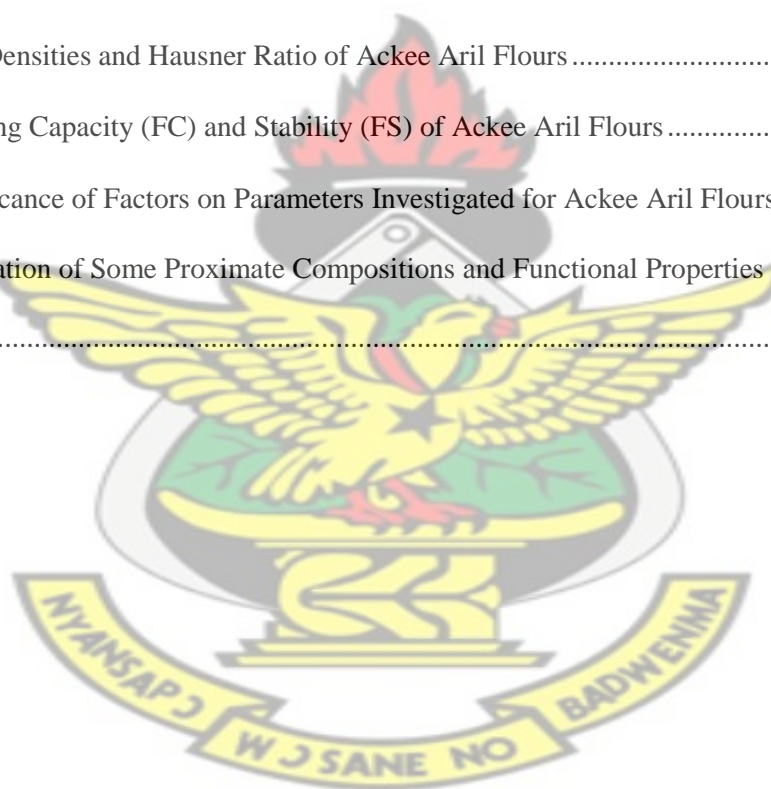 Densities and Hausner Ratio of Ackee Aril Flours ............................
ng Capacity (FC) and Stability (FS) of Ackee Aril Flours ...............
cance of Factors on Parameters Investigated for Ackee Aril Flours
ation of Some Proximate Compositions and Functional Properties
..........................................................................................................
NYANSAPƆ
WƆSANE NO
BADWENMA